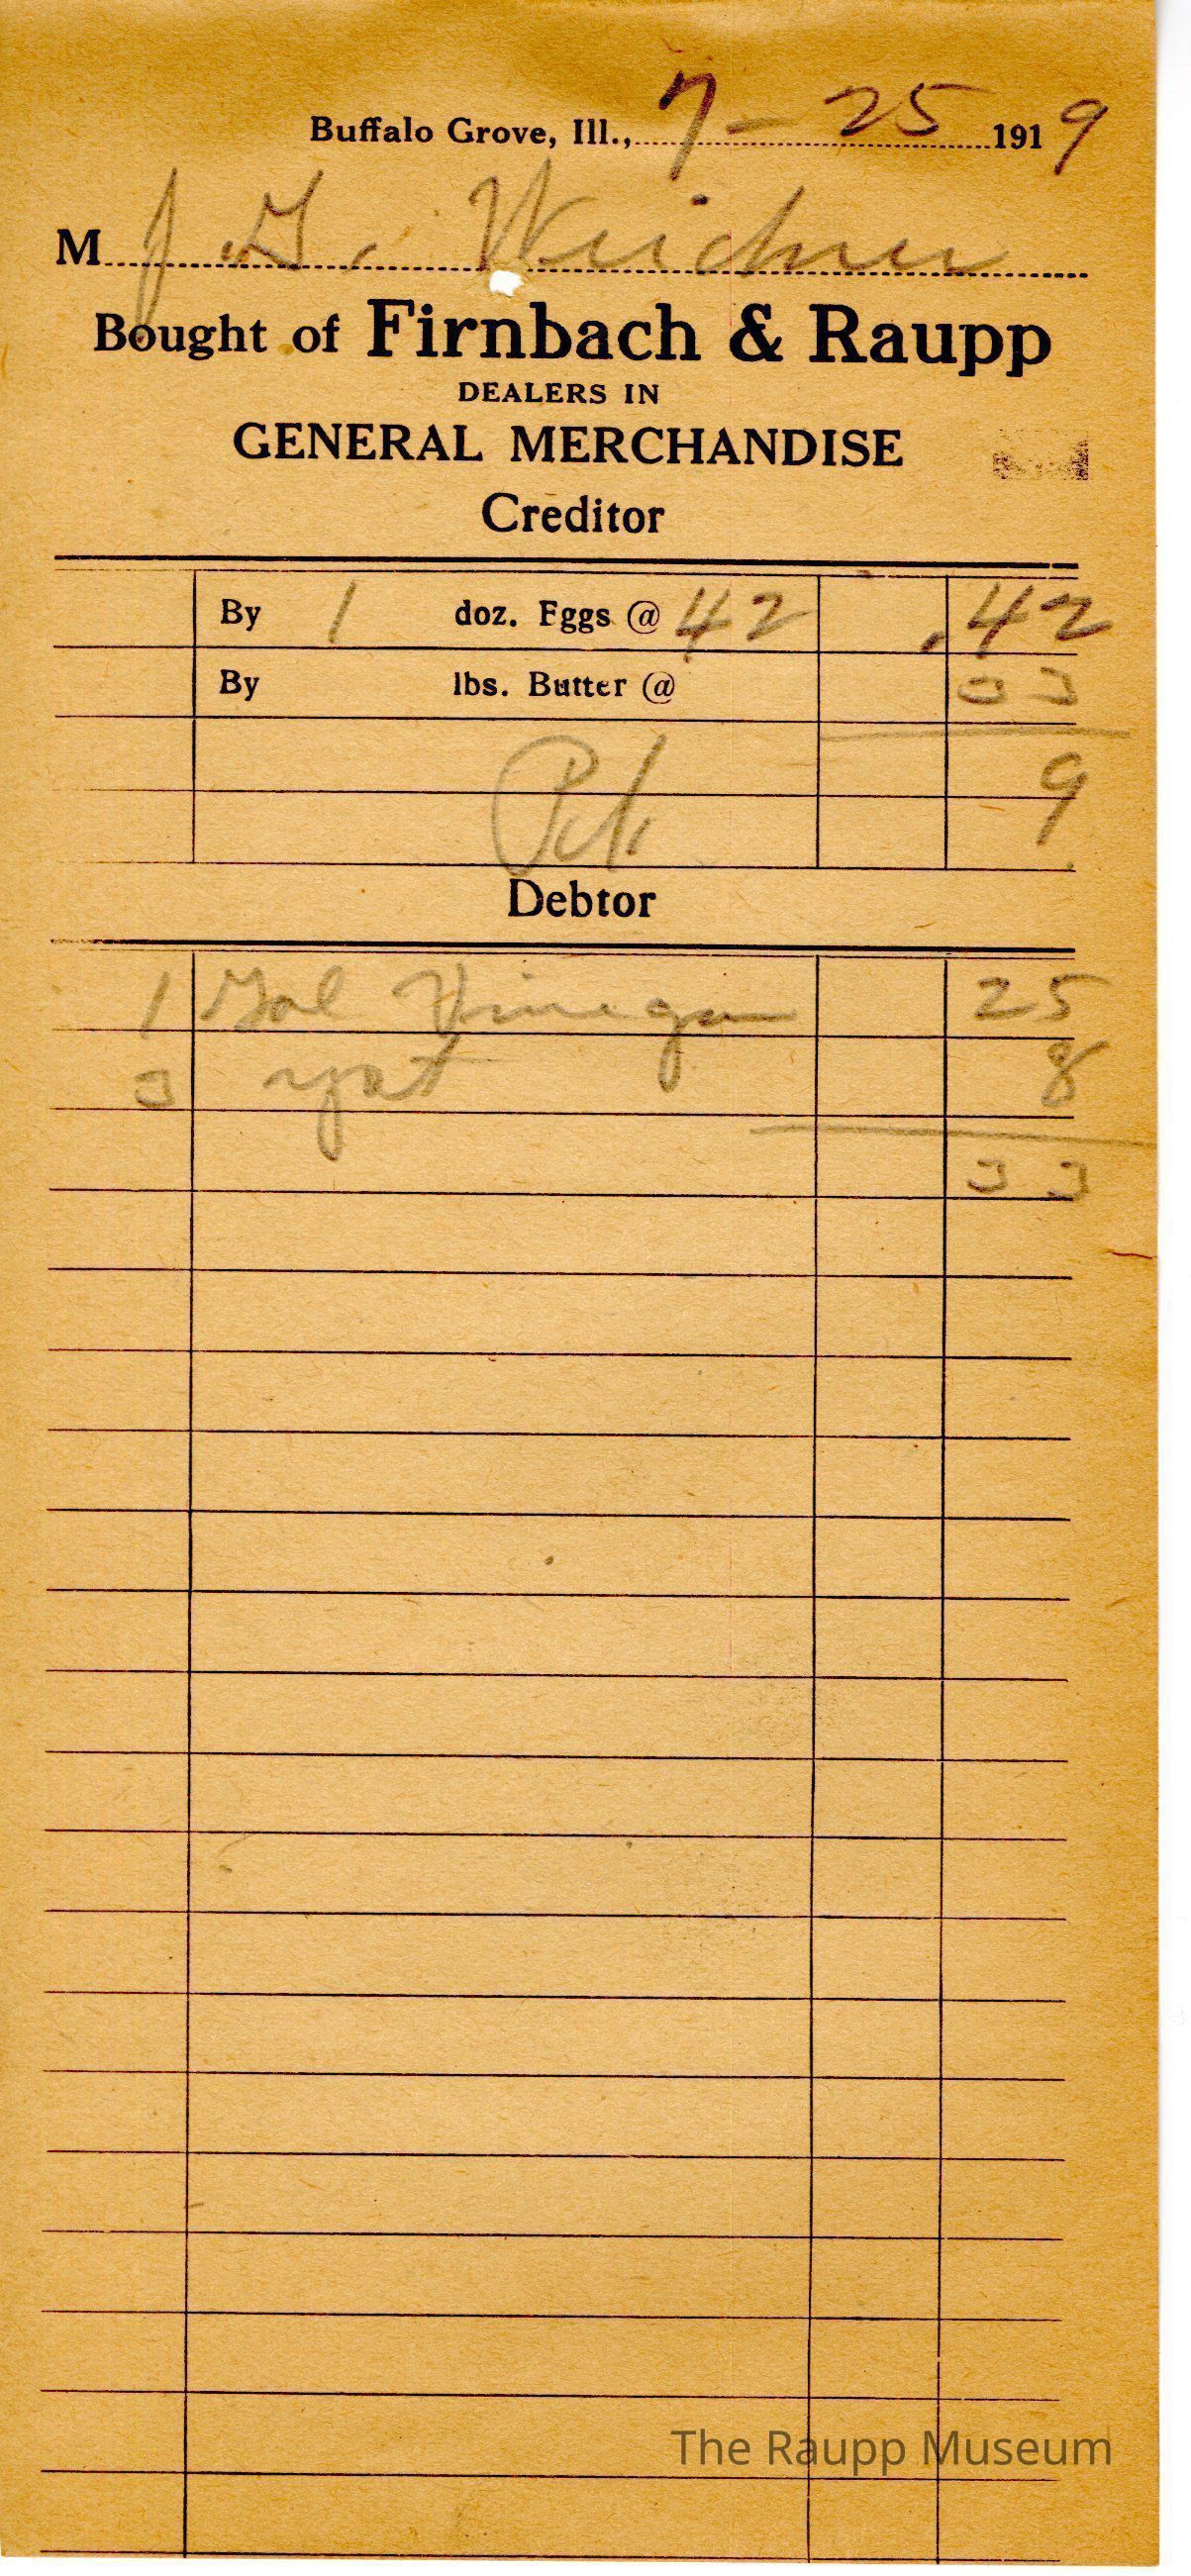 Buffalo Grove, Ill., 7 - 25 1919
M J. G. Weidner
Bought of Firnbach & Raupp
DEALERS IN
GENERAL MERCHANDISE
Creditor
By 1 doz. Eggs @ 42 .42
By lbs. Butter @ 33
9
Pd.
Debtor
1 Gal Vinegar 25
3 yst 8
33
The Raupp Museum